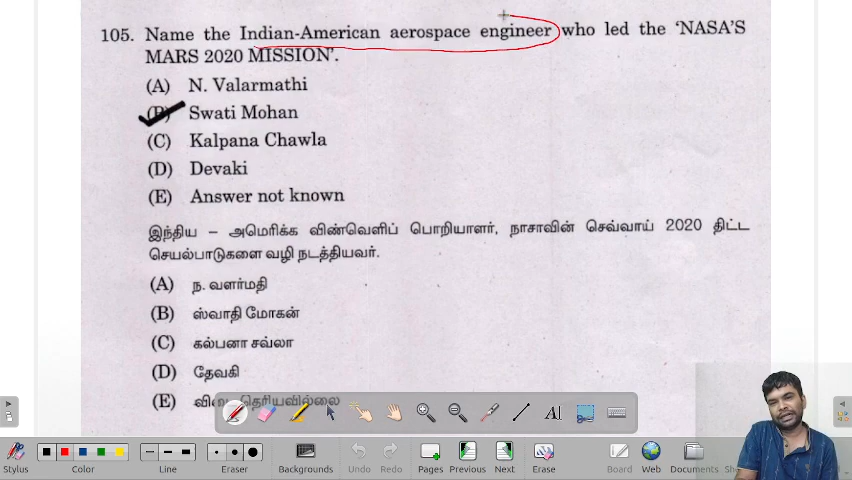 105. Name the Indian-American aerospace engineer who led the ‘NASA’S
MARS 2020 MISSION’.
(A) N. Valarmathi
(B) Swati Mohan
(C) Kalpana Chawla
(D) Devaki
(E) Answer not known
இந்திய – அமெரிக்க விண்வெளிப் பொறியாளர், நாசாவின் செவ்வாய் 2020 திட்ட
செயல்பாடுகளை வழி நடத்தியவர்.
(A) ந. வளர்மதி
(B) ஸ்வாதி மோகன்
(C) கல்பனா சவ்லா
(D) தேவகி
(E) விடை தெரியவில்லை
Stylus Color Line Eraser Backgrounds Undo Redo Pages Previous Next Erase Board Web Documents